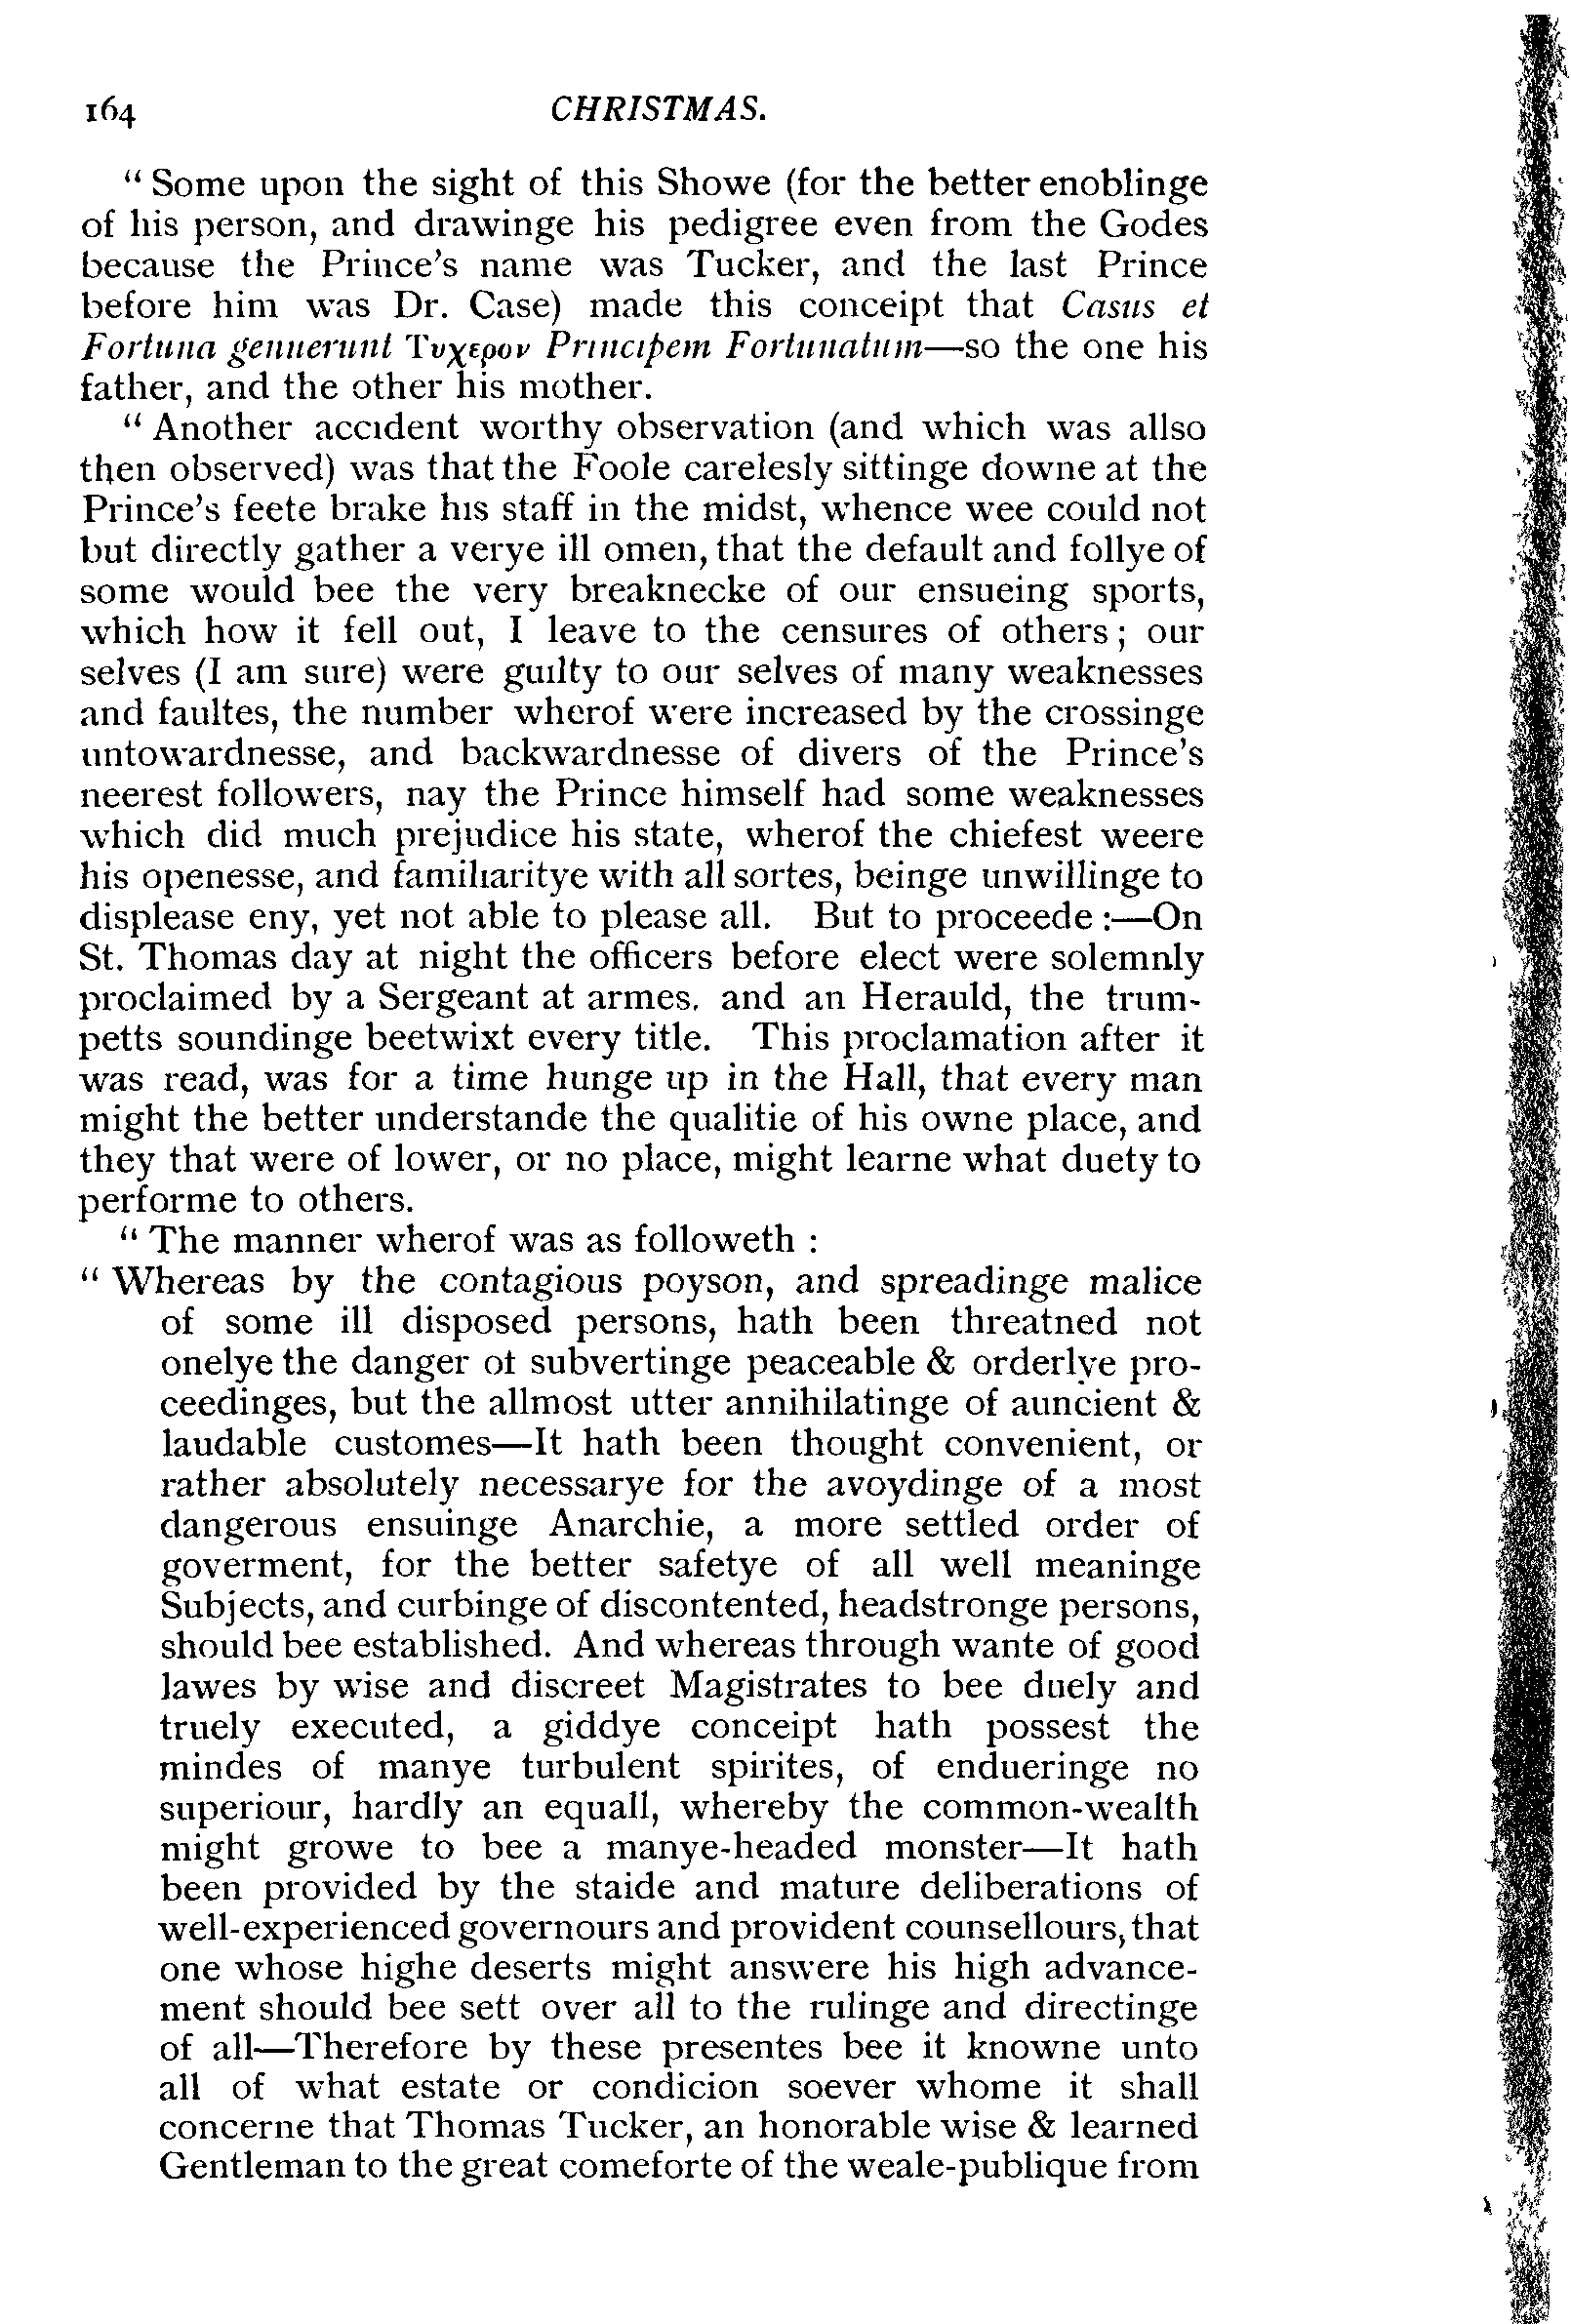 164 CHRISTMAS.
“ Some upon the sight of this Showe (for the better enoblinge
of his person, and drawinge his pedigree even from the Godes
because the Prince’s name was Tucker, and the last Prince
before him was Dr. Case) made this conceipt that Casus et
Fortuna genuerunt Τυχερον Principem Fortunatum—so the one his
father, and the other his mother.
“ Another accident worthy observation (and which was allso
then observed) was that the Foole carelesly sittinge downe at the
Prince’s feete brake his staff in the midst, whence wee could not
but directly gather a verye ill omen, that the default and follye of
some would bee the very breaknecke of our ensueing sports,
which how it fell out, I leave to the censures of others; our
selves (I am sure) were guilty to our selves of many weaknesses
and faultes, the number wherof were increased by the crossinge
untowardnesse, and backwardnesse of divers of the Prince’s
neerest followers, nay the Prince himself had some weaknesses
which did much prejudice his state, wherof the chiefest weere
his openesse, and familiaritye with all sortes, beinge unwillinge to
displease eny, yet not able to please all. But to proceede :—On
St. Thomas day at night the officers before elect were solemnly
proclaimed by a Sergeant at armes, and an Herauld, the trum-
petts soundinge beetwixt every title. This proclamation after it
was read, was for a time hunge up in the Hall, that every man
might the better understande the qualitie of his owne place, and
they that were of lower, or no place, might learne what duety to
performe to others.
“ The manner wherof was as followeth :
“ Whereas by the contagious poyson, and spreadinge malice
of some ill disposed persons, hath been threatned not
onelye the danger of subvertinge peaceable & orderlye pro-
ceedinges, but the allmost utter annihilatinge of auncient &
laudable customes—It hath been thought convenient, or
rather absolutely necessarye for the avoydinge of a most
dangerous ensuinge Anarchie, a more settled order of
goverment, for the better safetye of all well meaninge
Subjects, and curbinge of discontented, headstronge persons,
should bee established. And whereas through wante of good
lawes by wise and discreet Magistrates to bee duely and
truely executed, a giddye conceipt hath possest the
mindes of manye turbulent spirites, of endueringe no
superiour, hardly an equall, whereby the common-wealth
might growe to bee a manye-headed monster—It hath
been provided by the staide and mature deliberations of
well-experienced governours and provident counsellours, that
one whose highe deserts might answere his high advance-
ment should bee sett over all to the rulinge and directinge
of all—Therefore by these presentes bee it knowne unto
all of what estate or condicion soever whome it shall
concerne that Thomas Tucker, an honorable wise & learned
Gentleman to the great comeforte of the weale-publique from